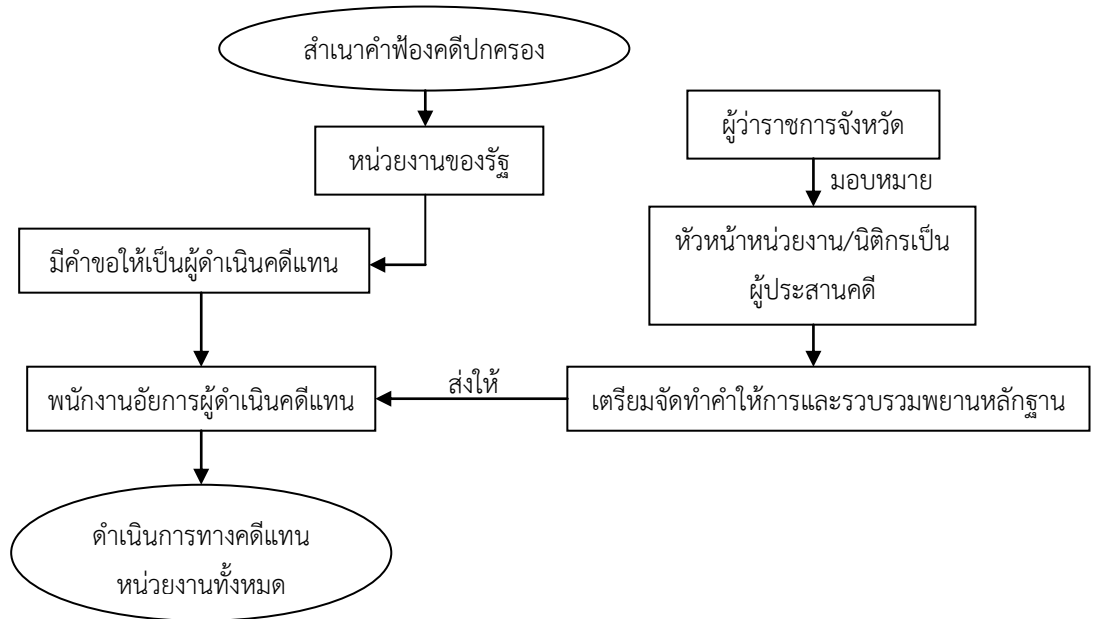 สำเนาคำฟ้องคดีปกครอง
หน่วยงานของรัฐ
มีคำขอให้เป็นผู้ดำเนินคดีแทน
ผู้ว่าราชการจังหวัด
มอบหมาย
หัวหน้าหน่วยงาน/นิติกรเป็น
ผู้ประสานคดี
เตรียมจัดทำคำให้การและรวบรวมพยานหลักฐาน
ส่งให้
พนักงานอัยการผู้ดำเนินคดีแทน
ดำเนินการทางคดีแทน
หน่วยงานทั้งหมด